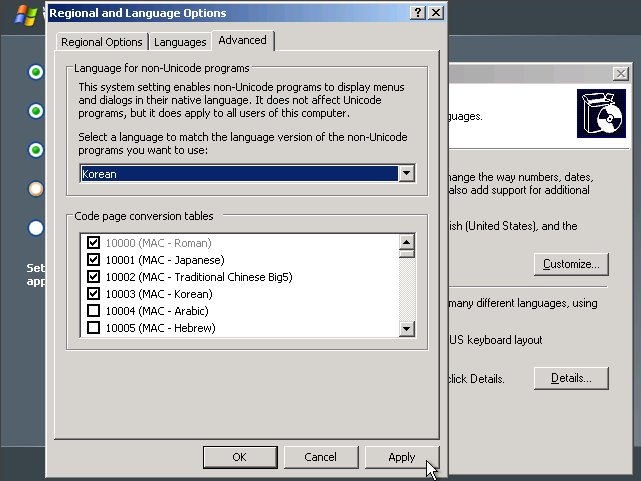 Regional and Language Options
Regional Options
Languages
Advanced
Language for non-Unicode programs
This system setting enables non-Unicode programs to display menus
and dialogs in their native language. It does not affect Unicode
programs, but it does apply to all users of this computer.
Select a language to match the language version of the non-Unicode
programs you want to use:
Korean
Code page conversion tables
10000 (MAC - Roman)
10001 (MAC - Japanese)
10002 (MAC - Traditional Chinese Big5)
10003 (MAC - Korean)
10004 (MAC - Arabic)
10005 (MAC - Hebrew)
OK
Cancel
Apply
guages.
ange the way numbers, dates,
also add support for additional
ish (United States), and the
Customize...
many different languages, using
US keyboard layout
click Details.
Details...
Set
app